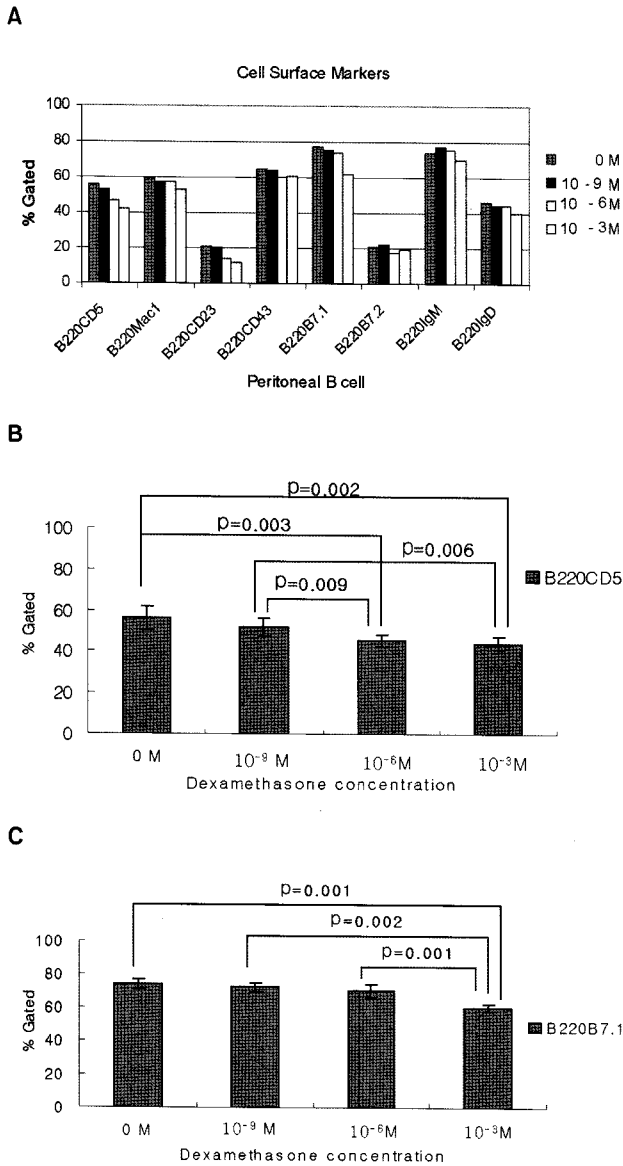 A
Cell Surface Markers
100
80
60
40
20
0
% Gated
B220CD5
B220Mac1
B220CD23
B220CD43
B220B7.1
B220B7.2
B220IgM
B220IgD
Peritoneal B cell
0 M
10 -9 M
10 -6M
10 -3M
B
p=0.002
p=0.003
p=0.006
p=0.009
100
80
60
40
20
0
% Gated
B220CD5
0 M
10⁻⁹ M
10⁻⁶M
10⁻³M
Dexamethasone concentration
C
p=0.001
p=0.002
p=0.001
100
80
60
40
20
0
% Gated
B220B7.1
0 M
10⁻⁹ M
10⁻⁶M
10⁻³M
Dexamethasone concentration